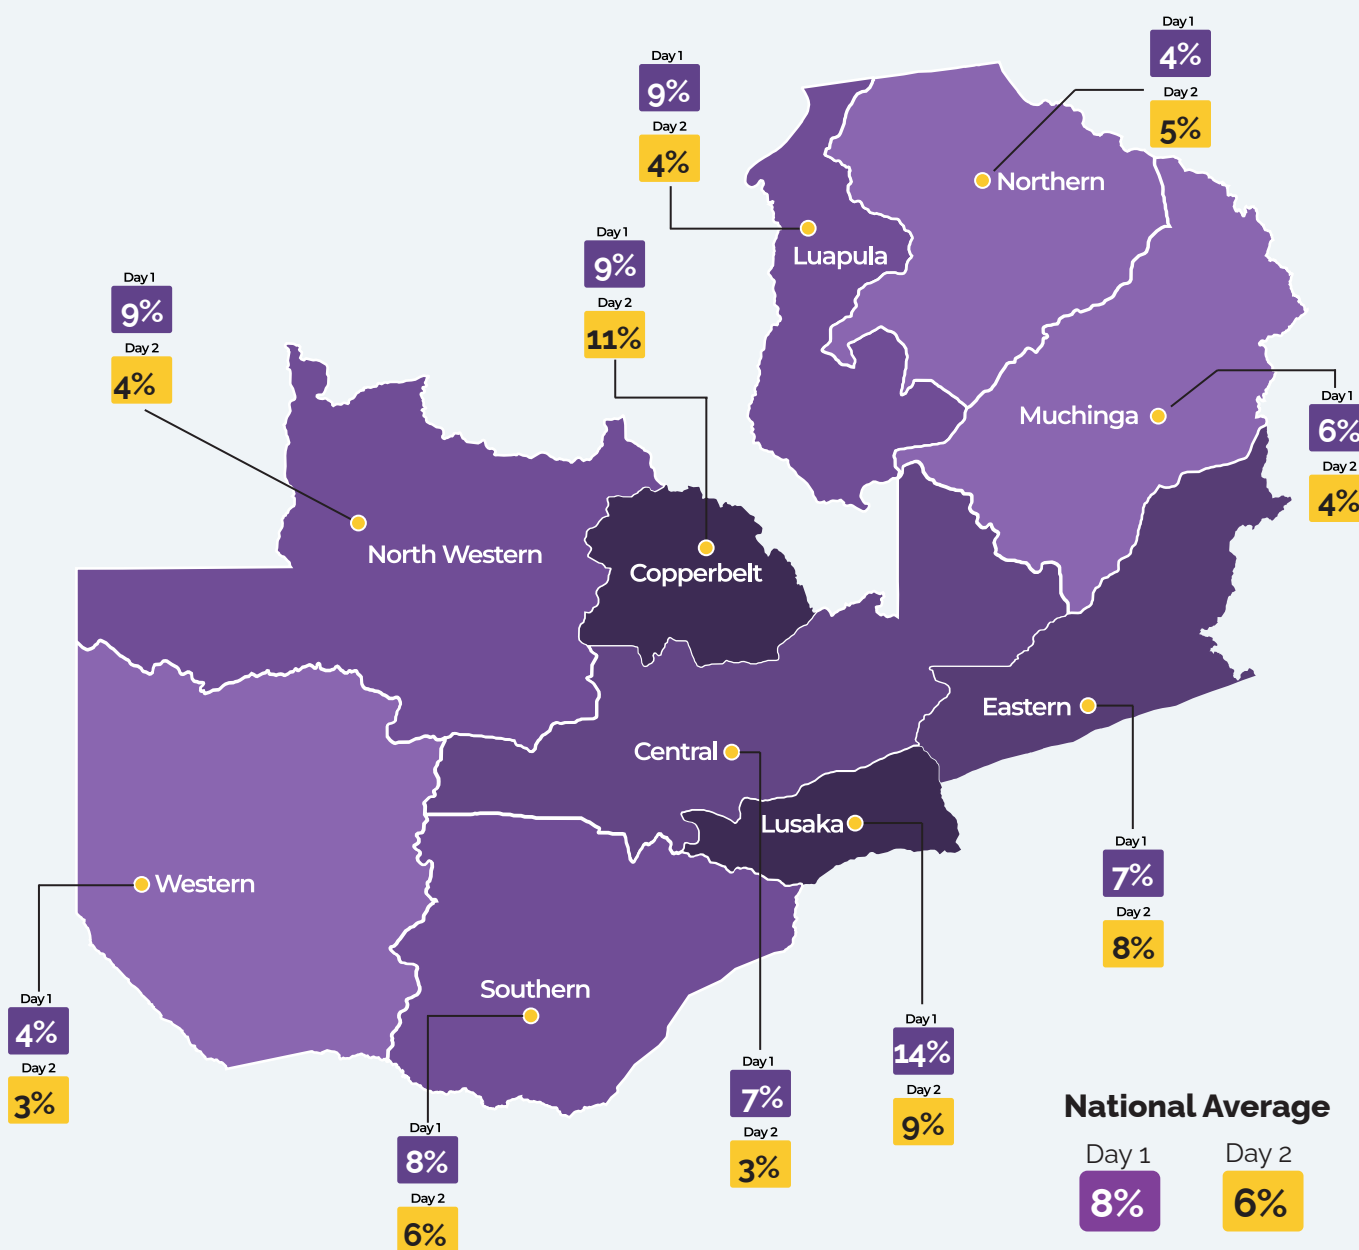 Day 1
4%
Day 2
5%
Northern
Day 1
9%
Day 2
4%
Luapula
Day 1
9%
Day 2
11%
Copperbelt
Day 1
9%
Day 2
4%
North Western
Muchinga
Day 1
6%
Day 2
4%
Eastern
Day 1
7%
Day 2
8%
Central
Day 1
7%
Day 2
3%
Lusaka
Day 1
14%
Day 2
9%
Western
Day 1
4%
Day 2
3%
Southern
Day 1
8%
Day 2
6%
National Average
Day 1
8%
Day 2
6%